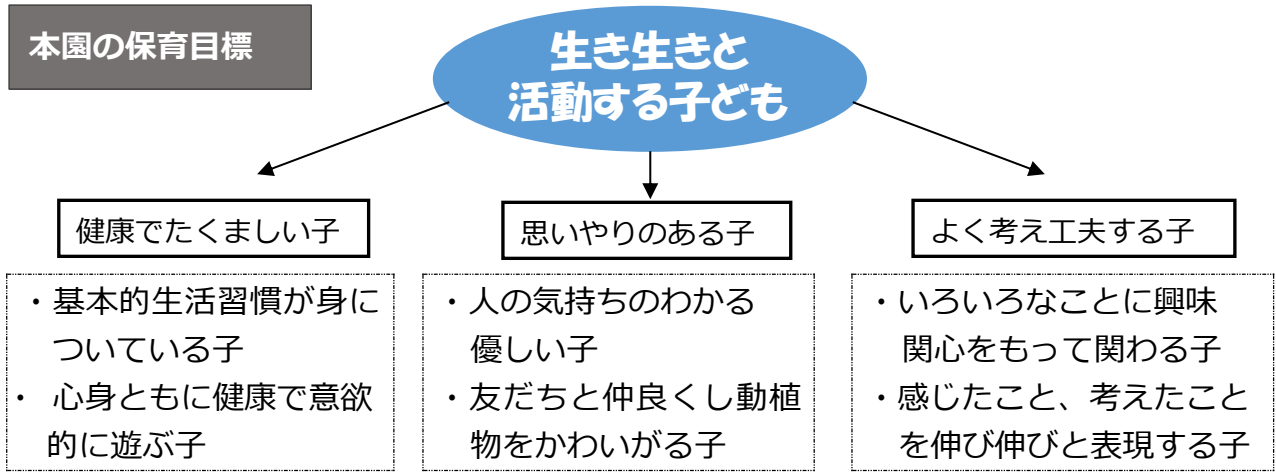 本園の保育目標
生き生きと
活動する子ども
健康でたくましい子
・基本的生活習慣が身に
ついている子
・ 心身ともに健康で意欲
的に遊ぶ子
思いやりのある子
・人の気持ちのわかる
優しい子
・友だちと仲良くし動植
物をかわいがる子
よく考え工夫する子
・いろいろなことに興味
関心をもって関わる子
・感じたこと、考えたこと
を伸び伸びと表現する子